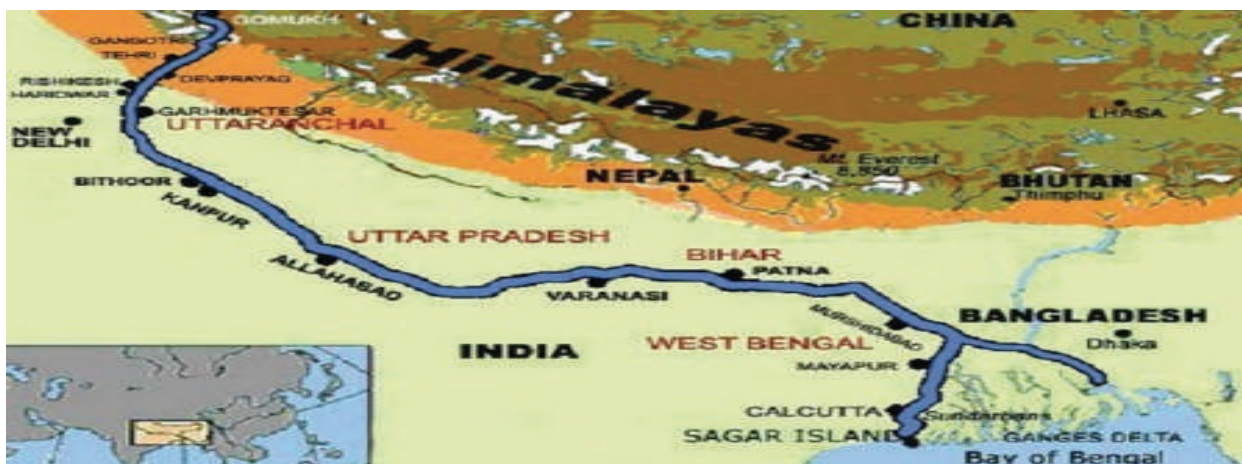 GOMUKH
CHINA
GANGOTRI
TEHRI
Himalayas
DEVPRAYAG
RISHIKESH
HARIDWAR
GARHMUKTESAR
LHASA
NEW
DELHI
UTTARANCHAL
Mt. Everest
8,850
BITHOOR
NEPAL
BHUTAN
Thimphu
KANPUR
UTTAR PRADESH
BIHAR
ALLAHABAD
PATNA
VARANASI
MURSHIDABAD
BANGLADESH
Dhaka
INDIA
WEST BENGAL
MAYAPUR
CALCUTTA
Sundarbans
SAGAR ISLAND
GANGES DELTA
Bay of Bengal